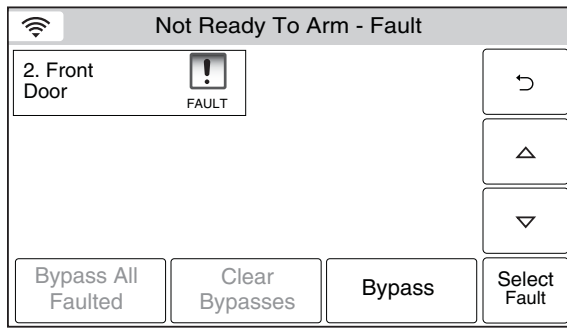 Not Ready To Arm - Fault
2. Front
Door
FAULT
Bypass All
Faulted
Clear
Bypasses
Bypass
Select
Fault